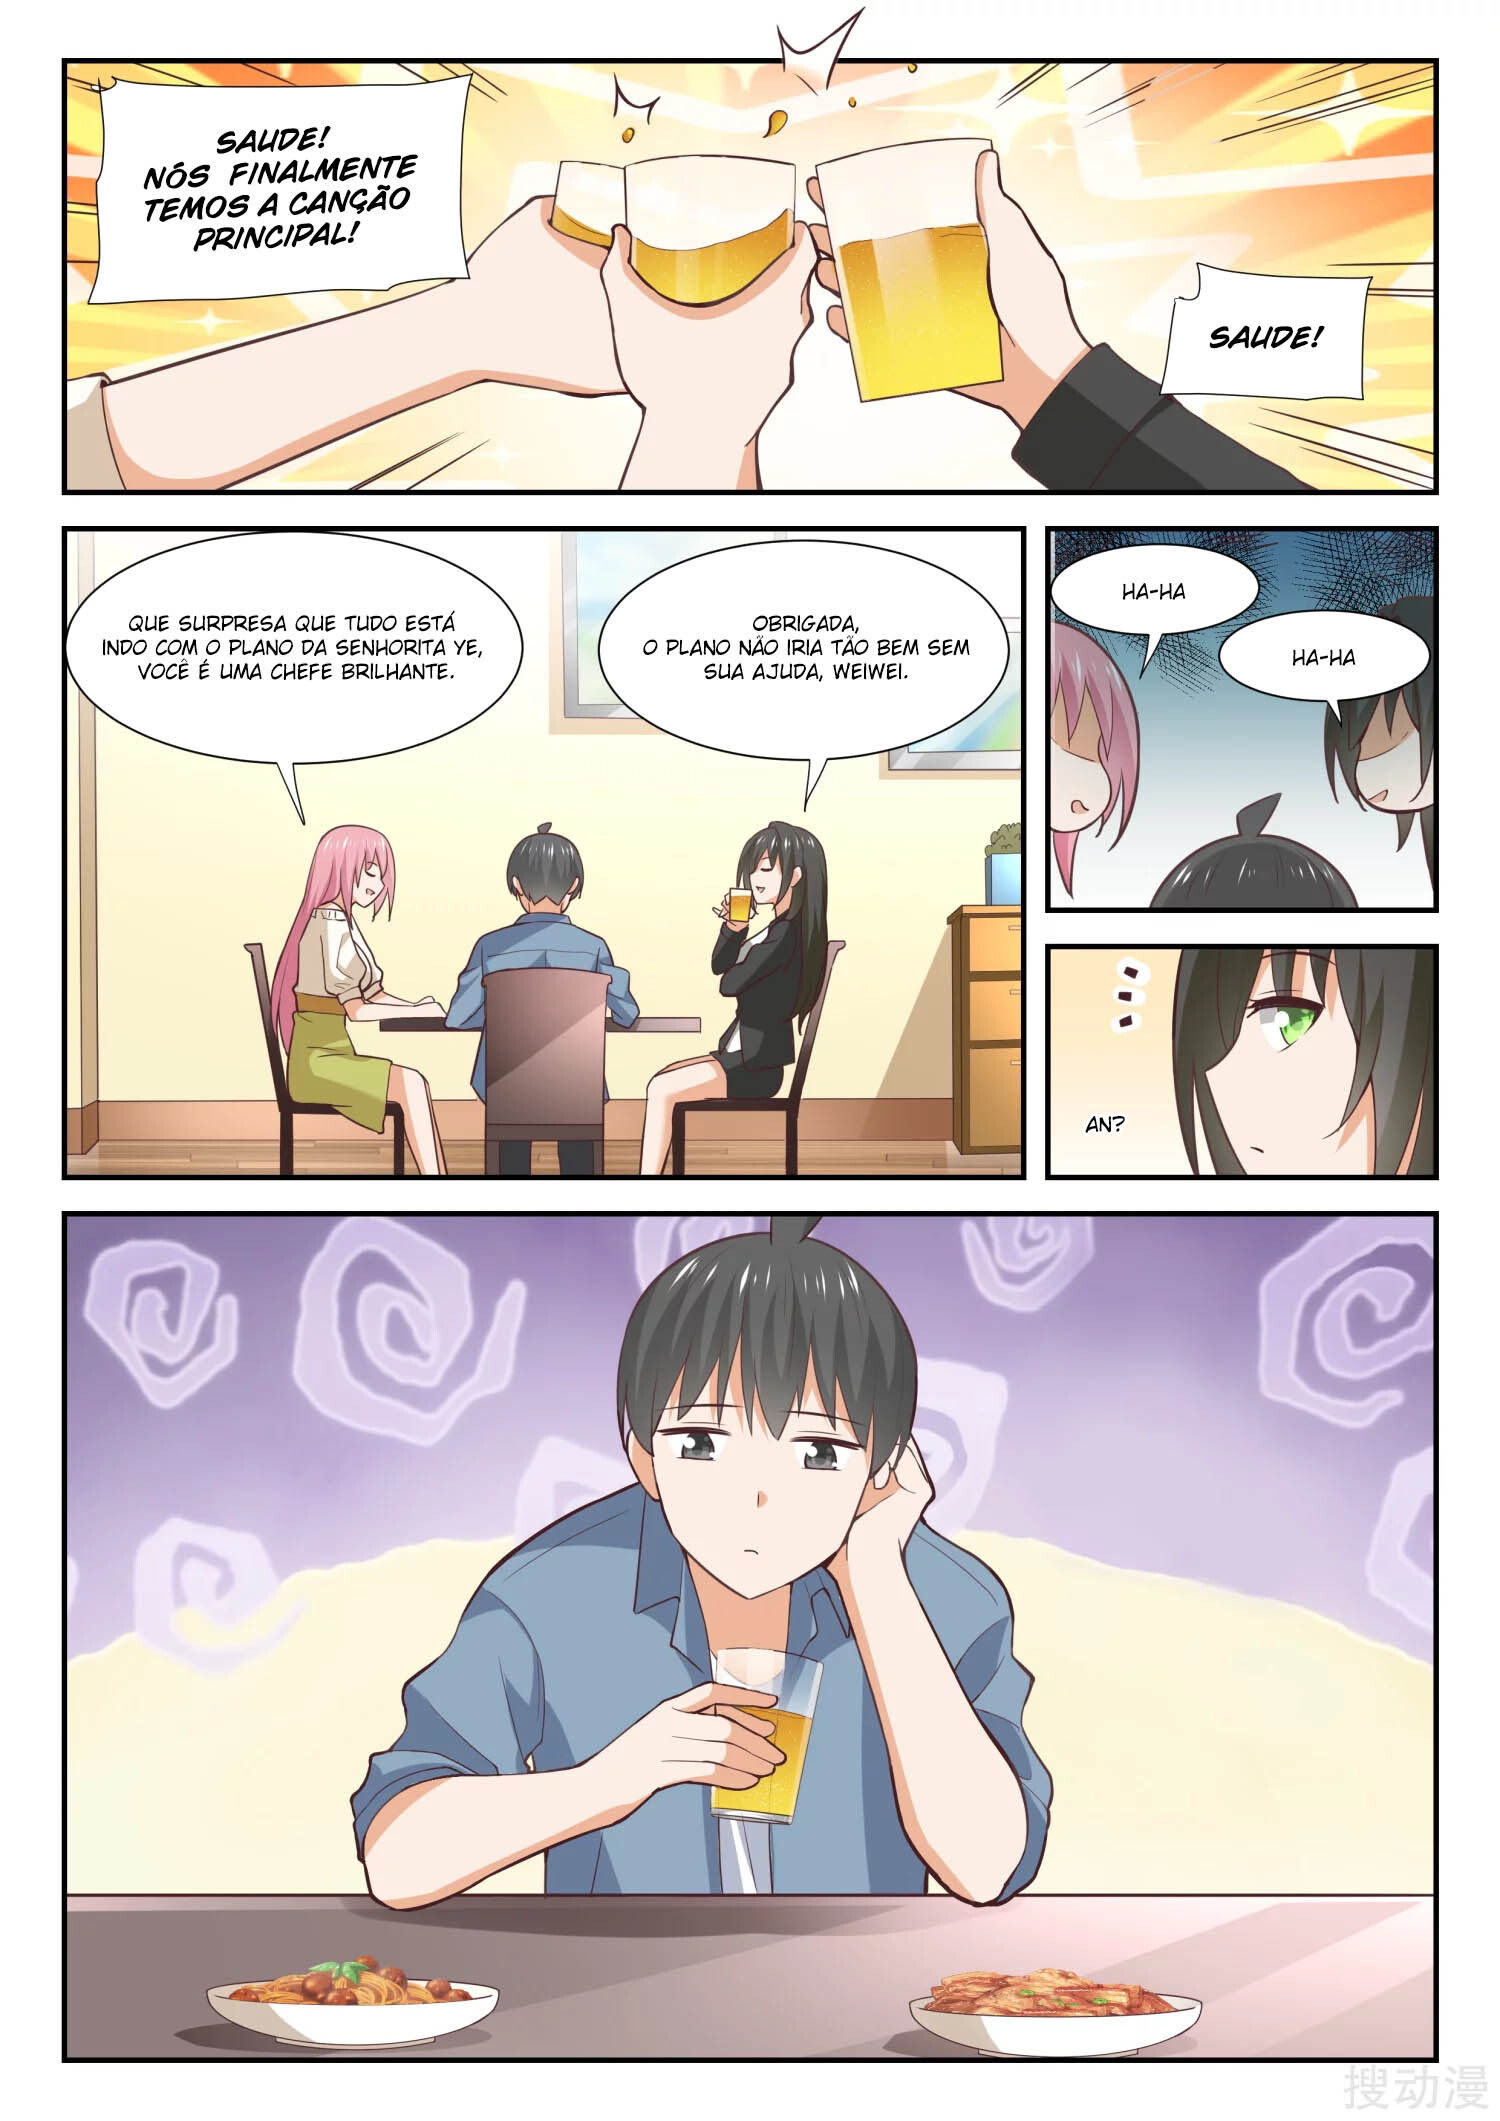 SAUDE!
NÓS FINALMENTE
TEMOS A CANÇÃO
PRINCIPAL!
SAUDE!
QUE SURPRESA QUE TUDO ESTÁ
INDO COM O PLANO DA SENHORITA YE,
VOCÊ É UMA CHEFE BRILHANTE.
OBRIGADA,
O PLANO NÃO IRIA TÃO BEM SEM
SUA AJUDA, WEIWEI.
HA-HA
HA-HA
AN?
搜动漫